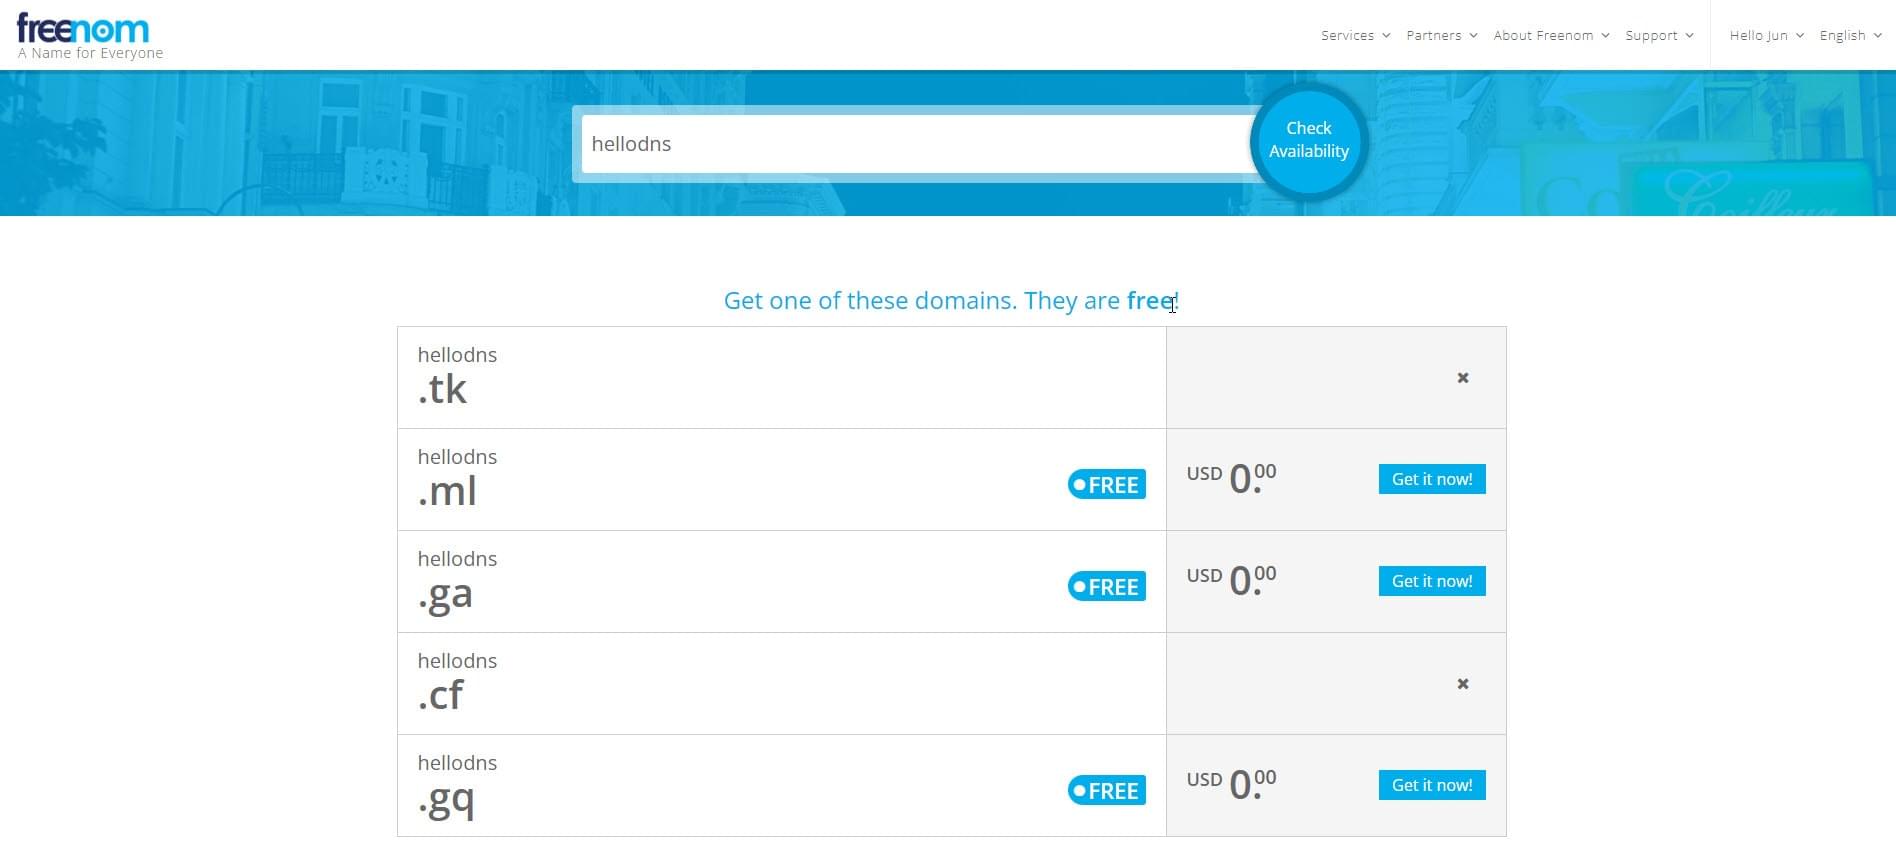 freenom
A Name for Everyone
Services Partners About Freenom Support Hello Jun English
hellodns
Check
Availability
Co
Coiffeur
Get one of these domains. They are free!
hellodns
.tk
hellodns
.ml
FREE
USD 0.00
Get it now!
hellodns
.ga
FREE
USD 0.00
Get it now!
hellodns
.cf
hellodns
.gq
FREE
USD 0.00
Get it now!